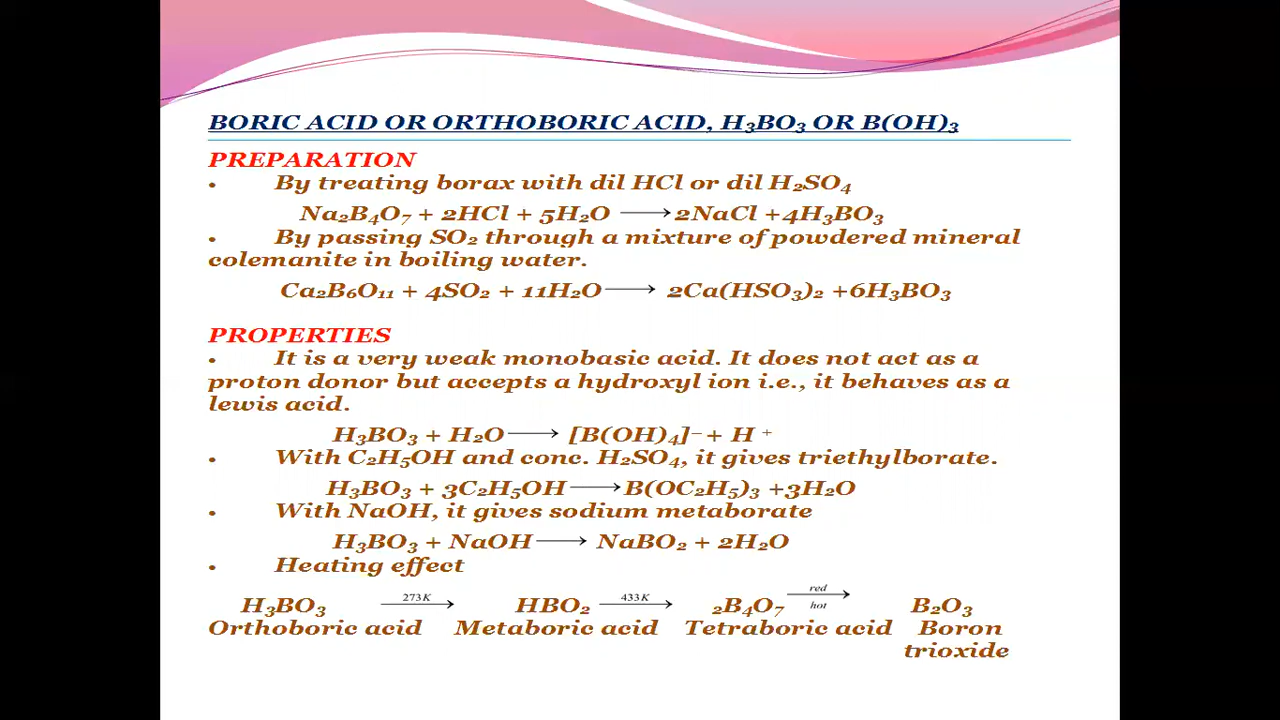 BORIC ACID OR ORTHOBORIC ACID, H₃BO₃ OR B(OH)₃
PREPARATION
• By treating borax with dil HCl or dil H₂SO₄
Na₂B₄O₇ + 2HCl + 5H₂O ⟶ 2NaCl +4H₃BO₃
• By passing SO₂ through a mixture of powdered mineral
colemanite in boiling water.
Ca₂B₆O₁₁ + 4SO₂ + 11H₂O ⟶ 2Ca(HSO₃)₂ +6H₃BO₃
PROPERTIES
• It is a very weak monobasic acid. It does not act as a
proton donor but accepts a hydroxyl ion i.e., it behaves as a
lewis acid.
H₃BO₃ + H₂O ⟶ [B(OH)₄]⁻ + H ⁺
• With C₂H₅OH and conc. H₂SO₄, it gives triethylborate.
H₃BO₃ + 3C₂H₅OH ⟶ B(OC₂H₅)₃ +3H₂O
• With NaOH, it gives sodium metaborate
H₃BO₃ + NaOH ⟶ NaBO₂ + 2H₂O
• Heating effect
H₃BO₃ ⟶ 273K HBO₂ ⟶ 433K ₂B₄O₇ ⟶ red hot B₂O₃
Orthoboric acid Metaboric acid Tetraboric acid Boron
trioxide